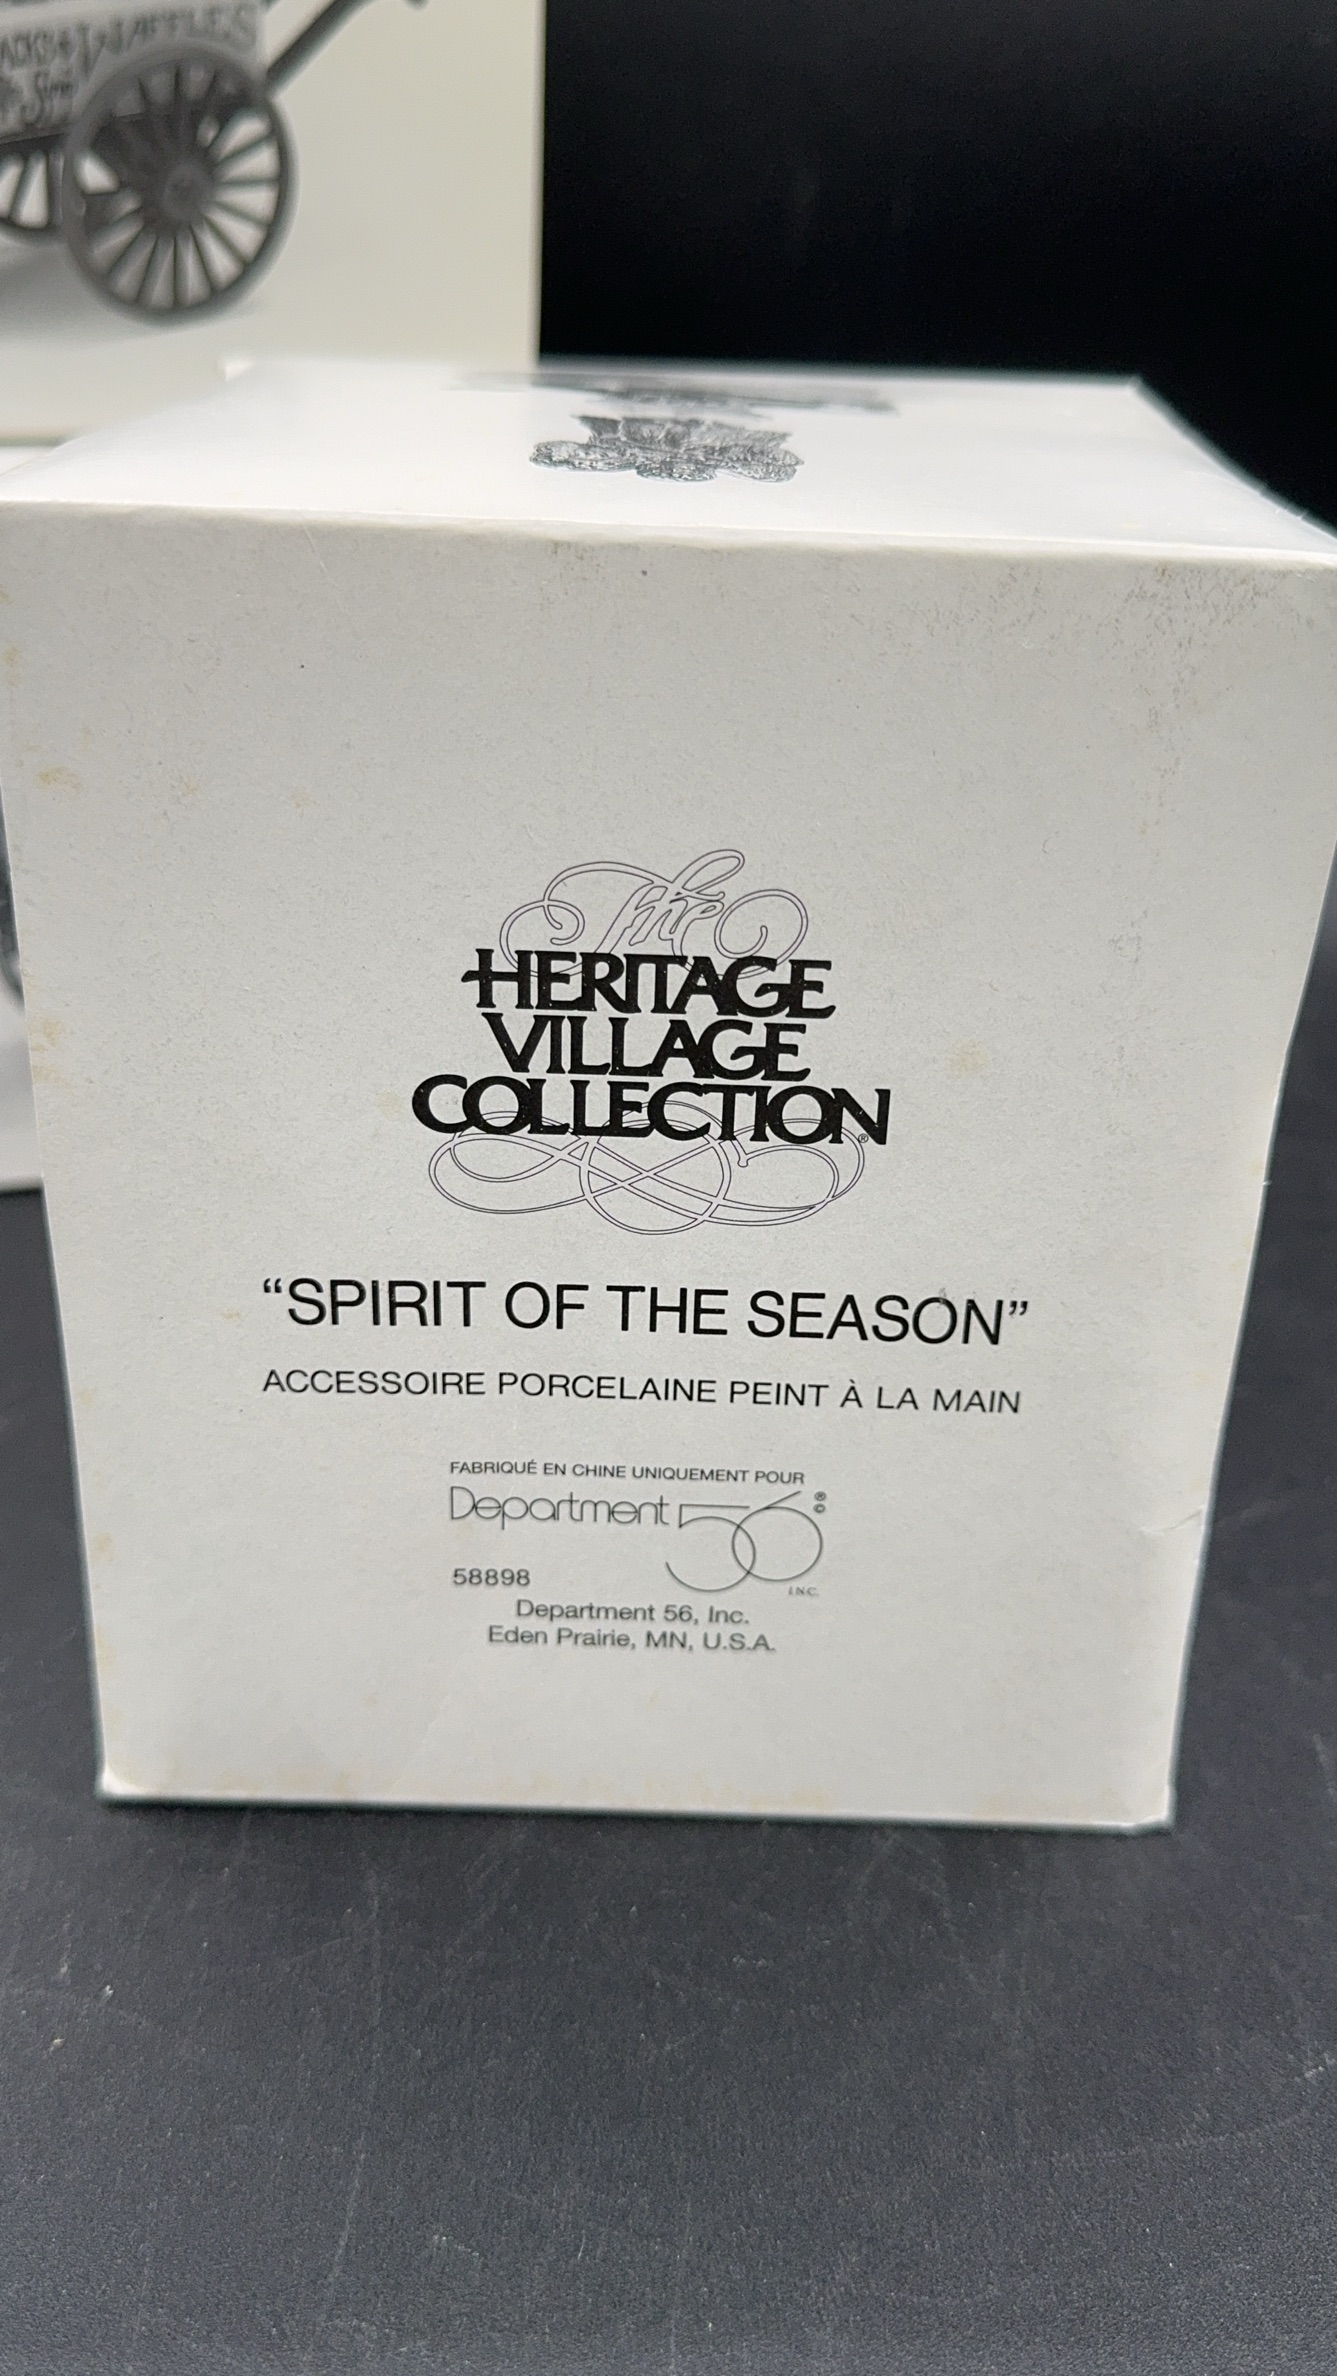 WAFFLES
The
HERITAGE
VILLAGE
COLLECTION®
“SPIRIT OF THE SEASON”
ACCESSOIRE PORCELAINE PEINT À LA MAIN
FABRIQUÉ EN CHINE UNIQUEMENT POUR
Department 56 ® ©
INC.
58898
Department 56, Inc.
Eden Prairie, MN, U.S.A.